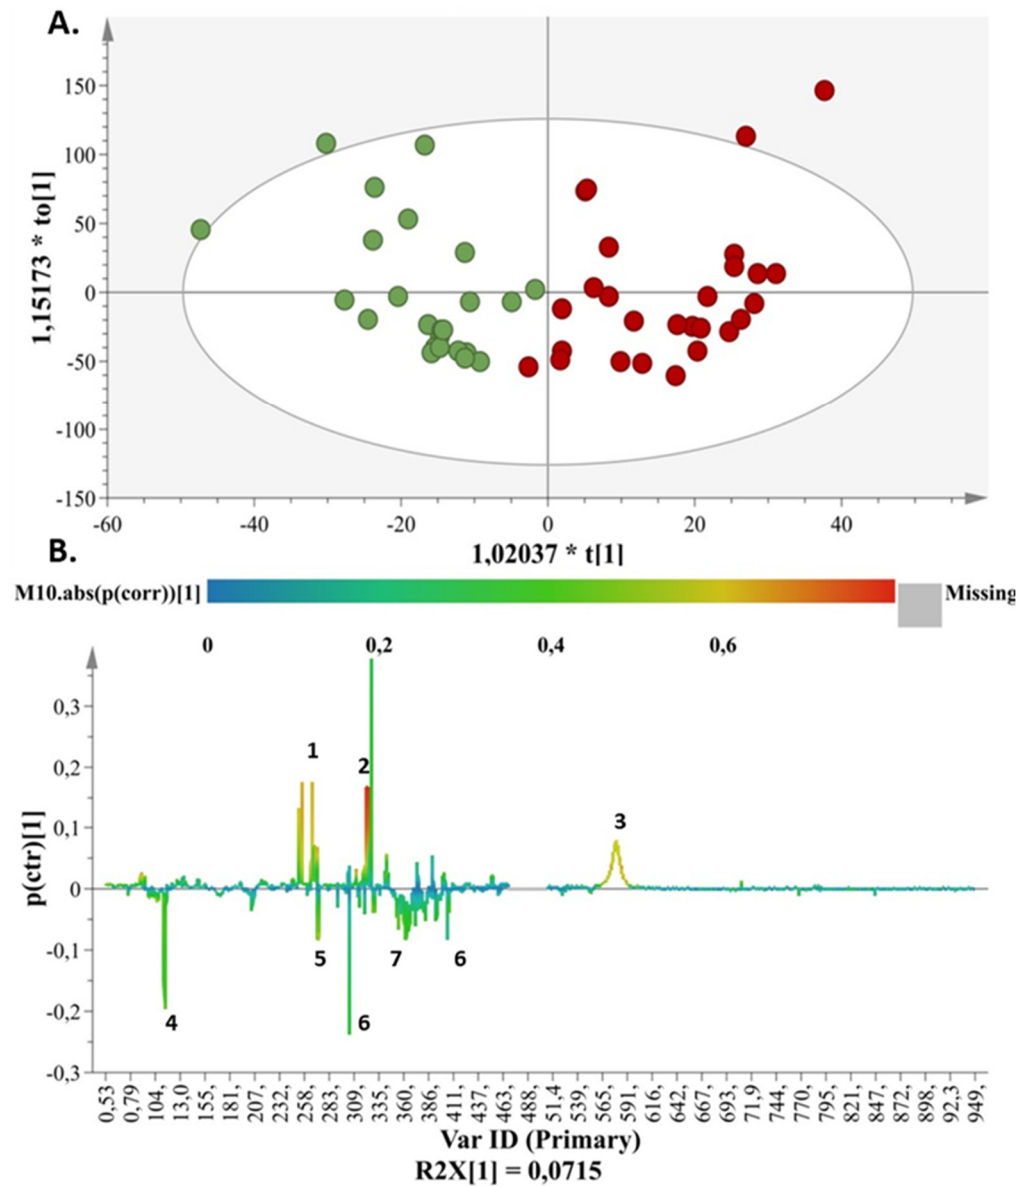 A.
150
100
50
0
-50
-100
-150
1,15173 * to[1]
-60 -40 -20 0 20 40
1,02037 * t[1]
B.
M10.abs(p(corr))[1] Missing
0 0,2 0,4 0,6
0,3
0,2
0,1
0
-0,1
-0,2
-0,3
p(ctr)[1]
1
2
3
5 7 6
4 6
0,53 0,79 104, 13,0 155, 181, 207, 232, 258, 283, 309, 335, 360, 386, 411, 437, 463, 488, 51,4 539, 565, 591, 616, 642, 667, 693, 71,9 744, 770, 795, 821, 847, 872, 898, 92,3 949,
Var ID (Primary)
R2X[1] = 0,0715